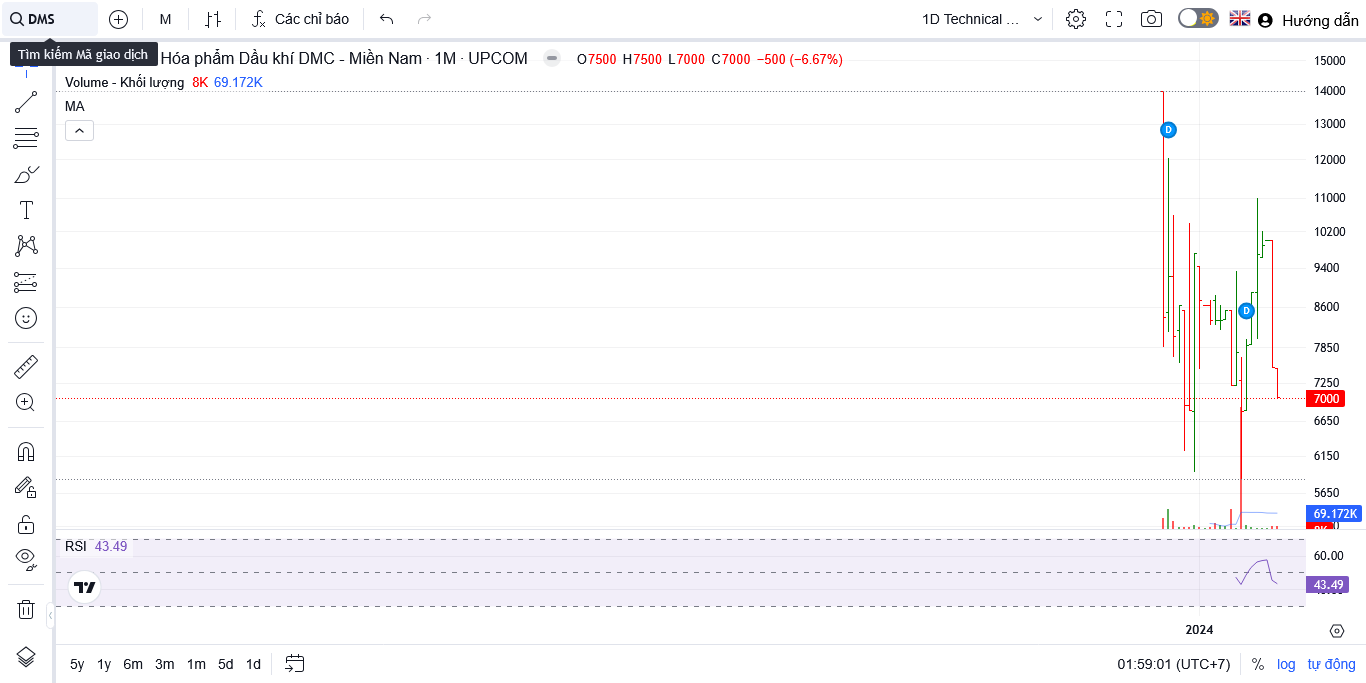 DMS
M
Các chỉ báo
1D Technical ...
Hướng dẫn
Tìm kiếm Mã giao dịch
Hóa phẩm Dầu khí DMC - Miền Nam · 1M · UPCOM
O7500 H7500 L7000 C7000 −500 (−6.67%)
Volume - Khối lượng 8K 69.172K
MA
D
D
15000
14000
13000
12000
11000
10200
9400
8600
7850
7250
7000
6650
6150
5650
69.172K
8K
RSI 43.49
60.00
43.49
2024
5y 1y 6m 3m 1m 5d 1d
01:59:01 (UTC+7)
%
log
tự động